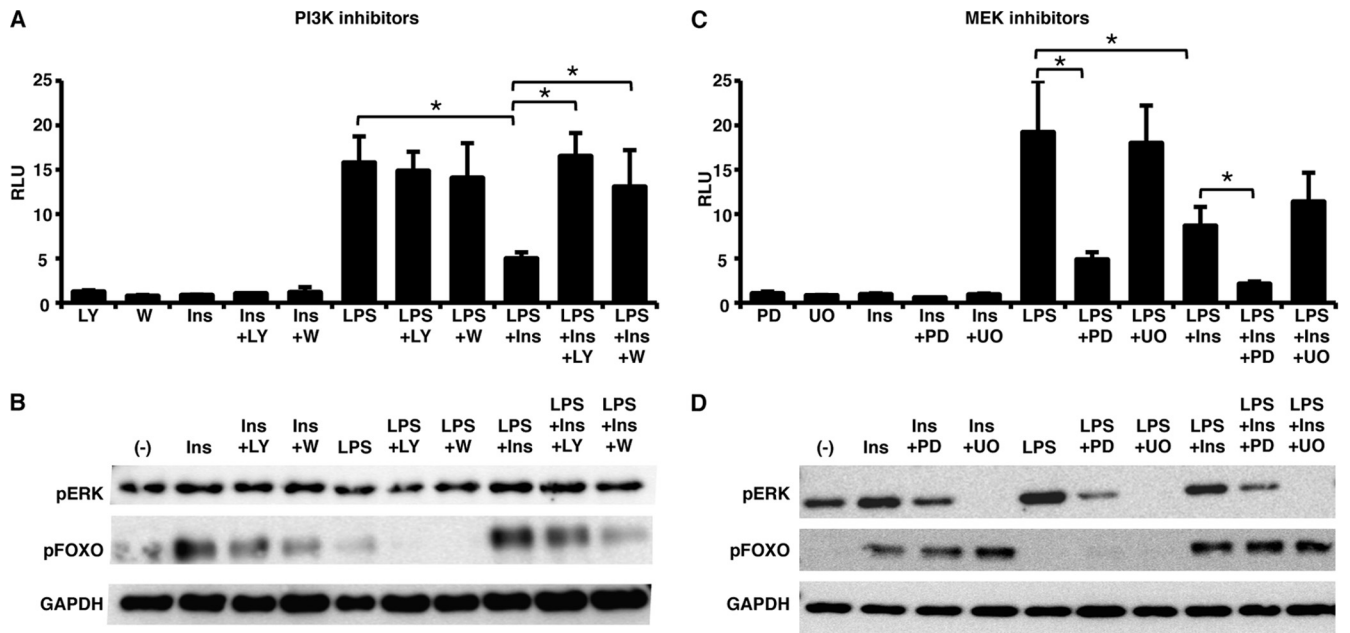 A PI3K inhibitors
25
20
15
10
5
0
RLU
*
*
*
LY W Ins Ins Ins LPS LPS LPS LPS LPS LPS
+LY +W +LY +W +Ins +Ins +Ins
+LY +W
B
(-) Ins Ins +LY Ins +W LPS LPS +LY LPS +W LPS +Ins LPS +Ins +LY LPS +Ins +W
pERK
pFOXO
GAPDH
C MEK inhibitors
25
20
15
10
5
0
RLU
*
*
*
PD UO Ins Ins Ins LPS LPS LPS LPS LPS LPS
+PD +UO +PD +UO +Ins +Ins +Ins
+PD +UO
D
(-) Ins Ins +PD Ins +UO LPS LPS +PD LPS +UO LPS +Ins LPS +Ins +PD LPS +Ins +UO
pERK
pFOXO
GAPDH